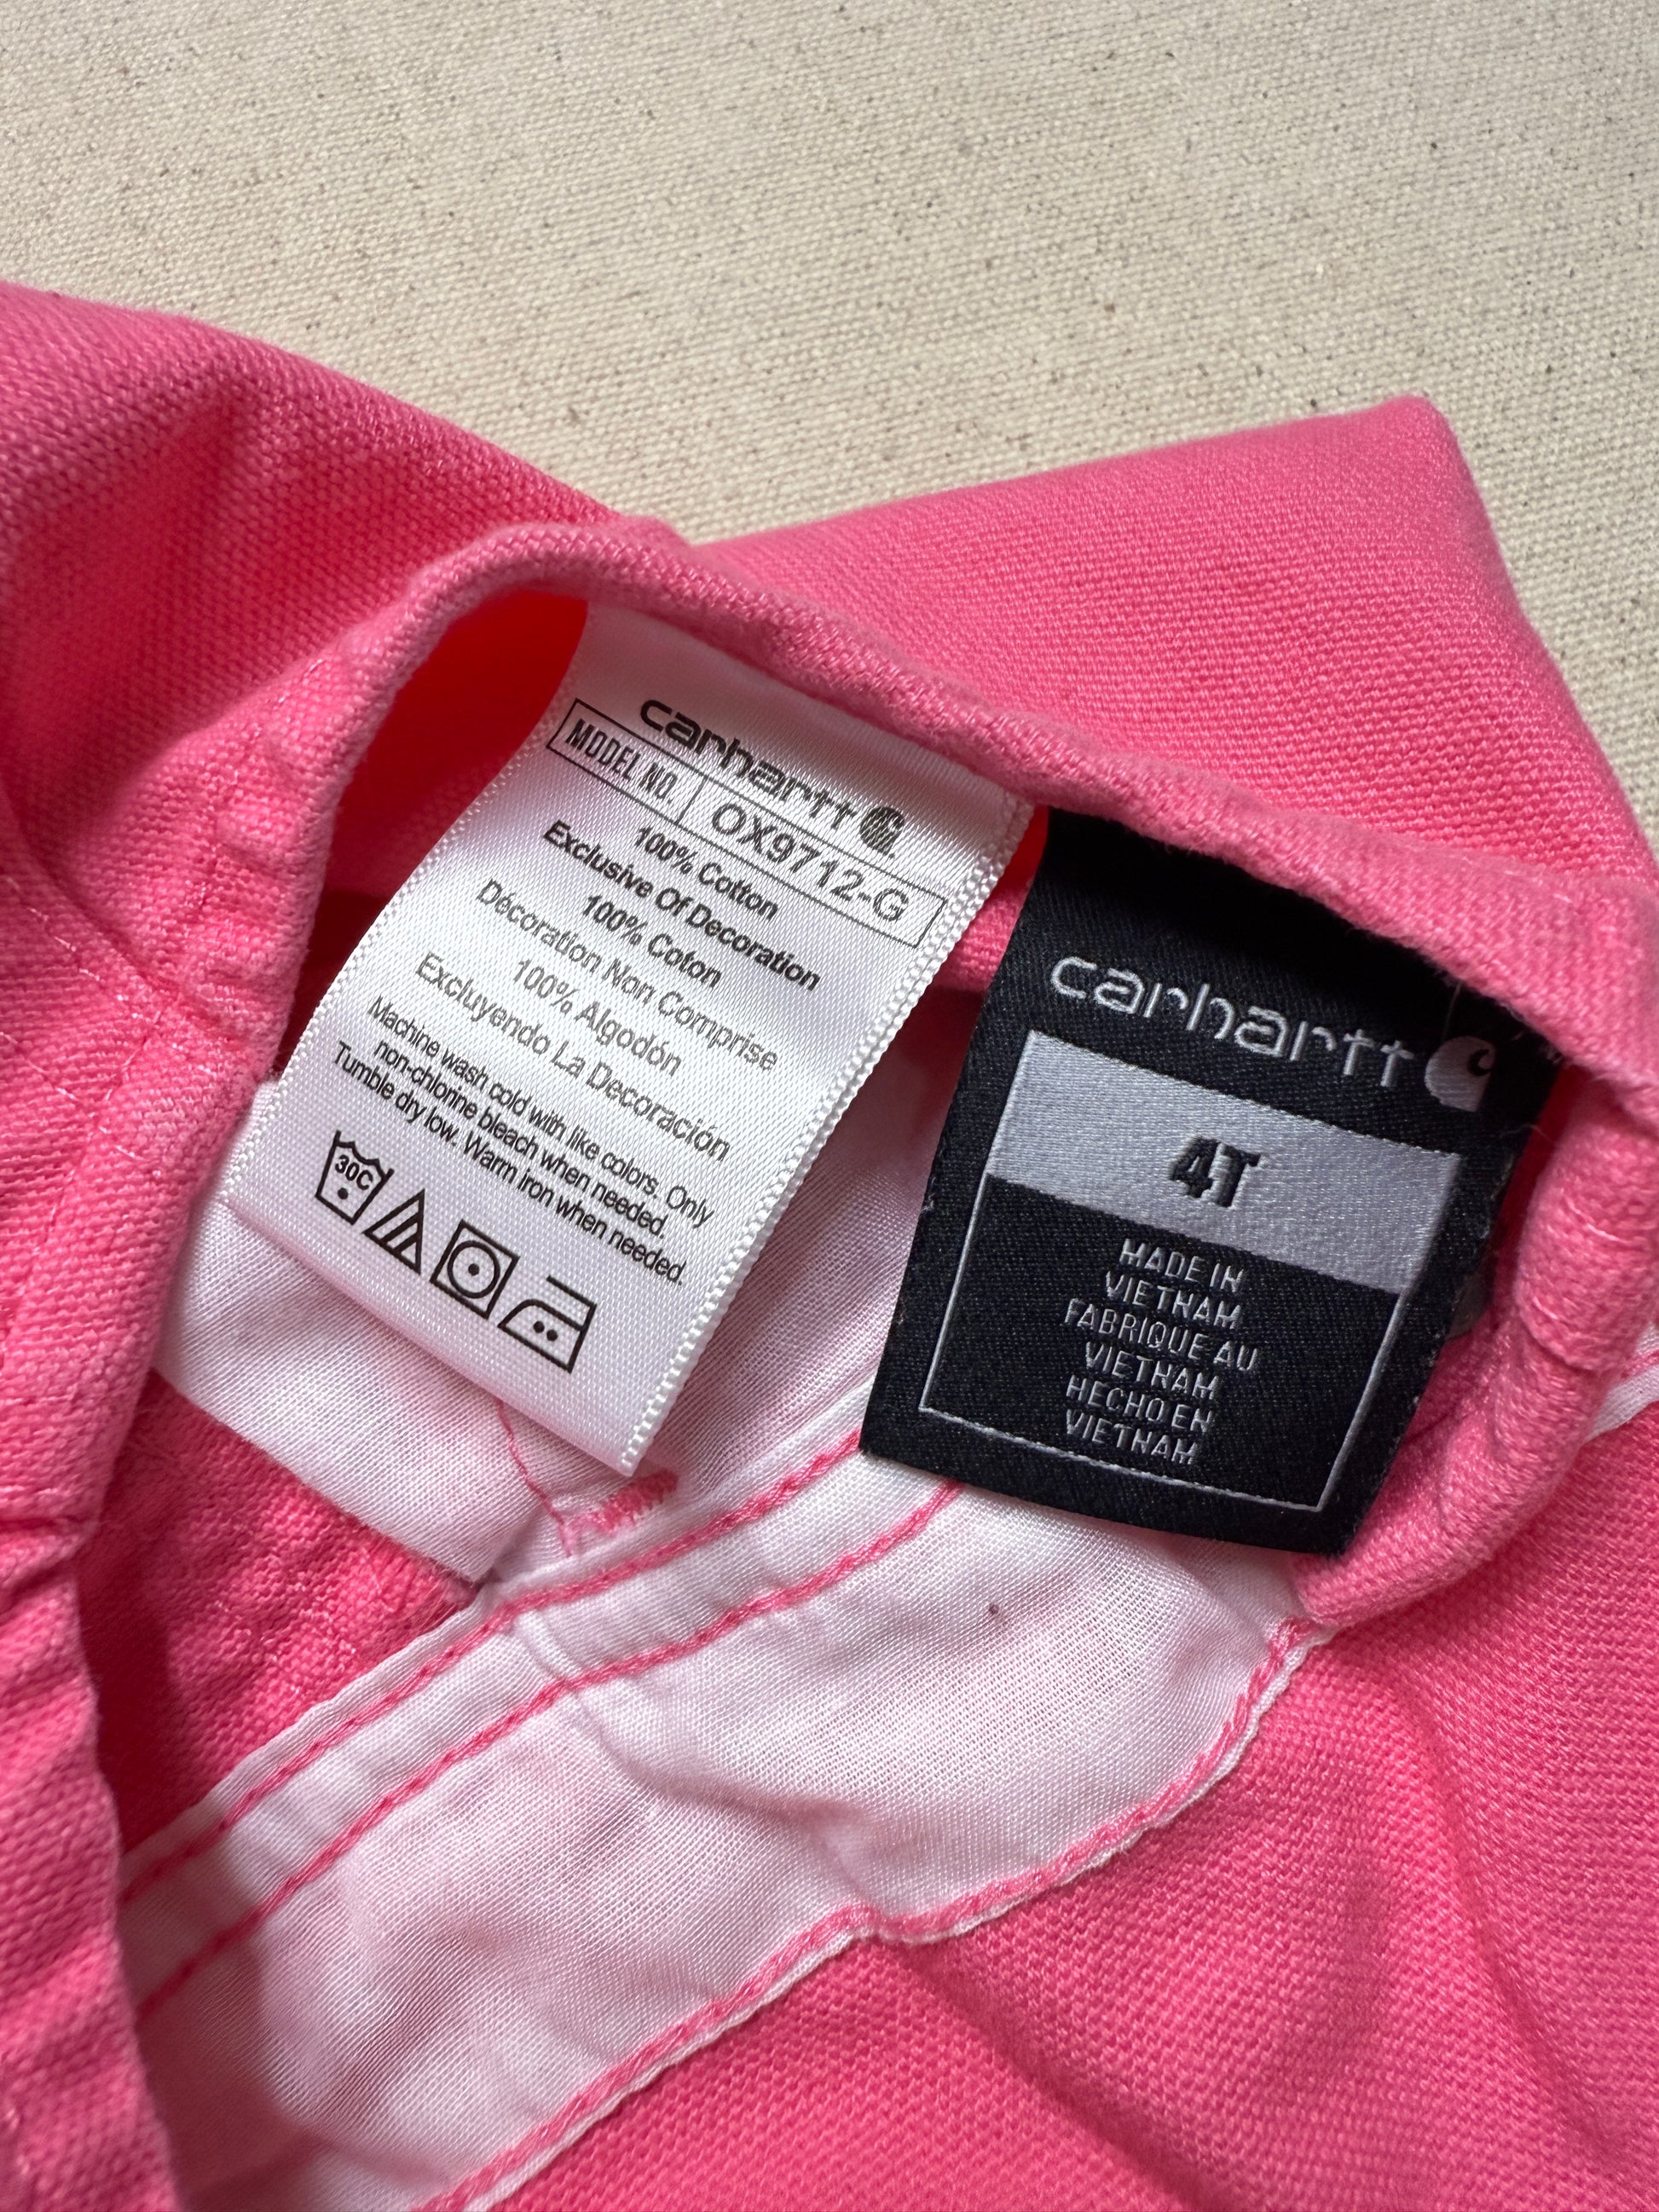 carhartt
MODEL NO. OX9712-G
100% Cotton
Exclusive Of Decoration
100% Coton
Décoration Non Comprise
100% Algodón
Excluyendo La Decoración
Machine wash cold with like colors. Only
non-chlorine bleach when needed.
Tumble dry low. Warm iron when needed.
30C
carhartt
4T
MADE IN
VIETNAM
FABRIQUE AU
VIETNAM
HECHO EN
VIETNAM